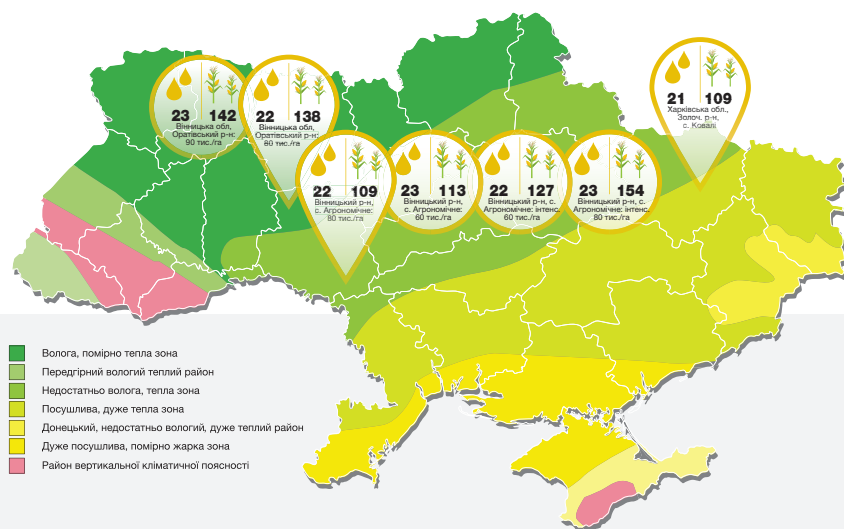 23 142
Вінницька обл,
Оратівський р-н:
90 тис./га
22 138
Вінницька обл,
Оратівський р-н:
60 тис./га
21 109
Харківська обл.,
Золоч. р-н,
с. Ковалі
22 109
Вінницький р-н,
с. Агрономічне:
80 тис./га
23 113
Вінницький р-н,
с. Агрономічне:
60 тис./га
22 127
Вінницький р-н, с.
Агрономічне: інтенс.
60 тис./га
23 154
Вінницький р-н, с.
Агрономічне: інтенс.
80 тис./га
Волога, помірно тепла зона
Передгірний вологий теплий район
Недостатньо волога, тепла зона
Посушлива, дуже тепла зона
Донецький, недостатньо вологий, дуже теплий район
Дуже посушлива, помірно жарка зона
Район вертикальної кліматичної поясності